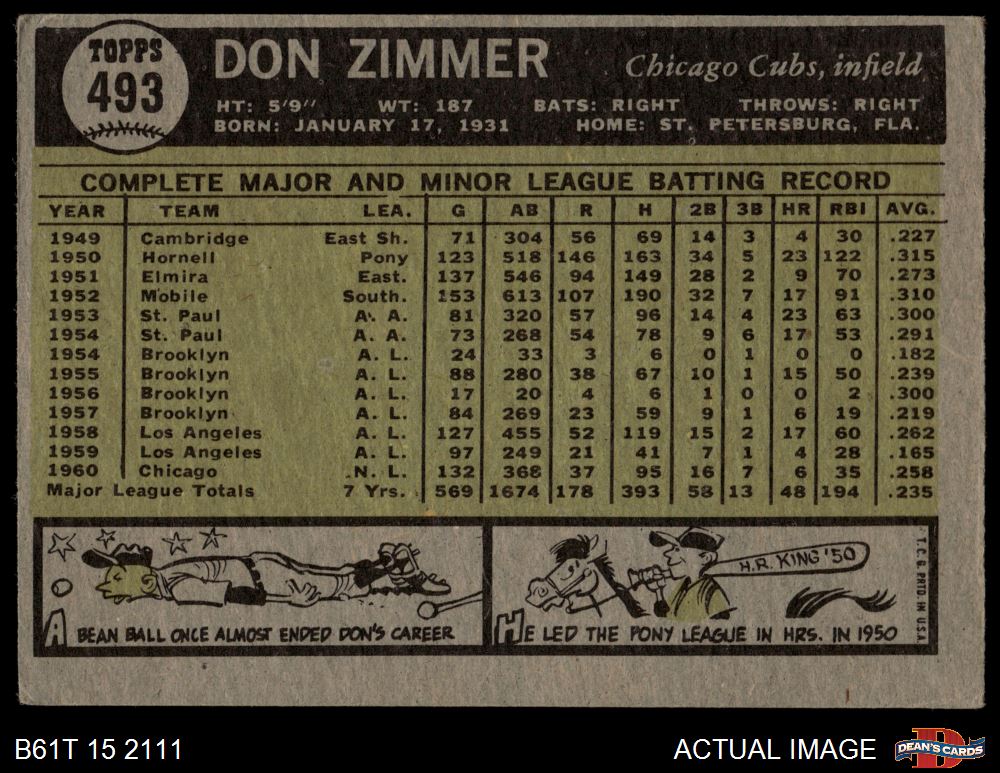 TOPPS
493
DON ZIMMER
Chicago Cubs, infield
HT: 5'9" WT: 187 BATS: RIGHT THROWS: RIGHT
BORN: JANUARY 17, 1931 HOME: ST. PETERSBURG, FLA.
COMPLETE MAJOR AND MINOR LEAGUE BATTING RECORD
YEAR TEAM LEA. G AB R H 2B 3B HR RBI AVG.
1949 Cambridge East Sh. 71 304 56 69 14 3 4 30 .227
1950 Hornell Pony 123 518 146 163 34 5 23 122 .315
1951 Elmira East. 137 546 94 149 28 2 9 70 .273
1952 Mobile South. 153 613 107 190 32 7 17 91 .310
1953 St. Paul A. A. 81 320 57 96 14 4 23 63 .300
1954 St. Paul A. A. 73 268 54 78 9 6 17 53 .291
1954 Brooklyn A. L. 24 33 3 6 0 1 0 0 .182
1955 Brooklyn A. L. 88 280 38 67 10 1 15 50 .239
1956 Brooklyn A. L. 17 20 4 6 1 0 0 2 .300
1957 Brooklyn A. L. 84 269 23 59 9 1 6 19 .219
1958 Los Angeles A. L. 127 455 52 119 15 2 17 60 .262
1959 Los Angeles A. L. 97 249 21 41 7 1 4 28 .165
1960 Chicago N. L. 132 368 37 95 16 7 6 35 .258
Major League Totals 7 Yrs. 569 1674 178 393 58 13 48 194 .235
A BEAN BALL ONCE ALMOST ENDED DON'S CAREER
H.R. KING '50
HE LED THE PONY LEAGUE IN HRS. IN 1950
T.C.G. PRTD. IN U.S.A.
B61T 15 2111
ACTUAL IMAGE
D
DEAN'S CARDS